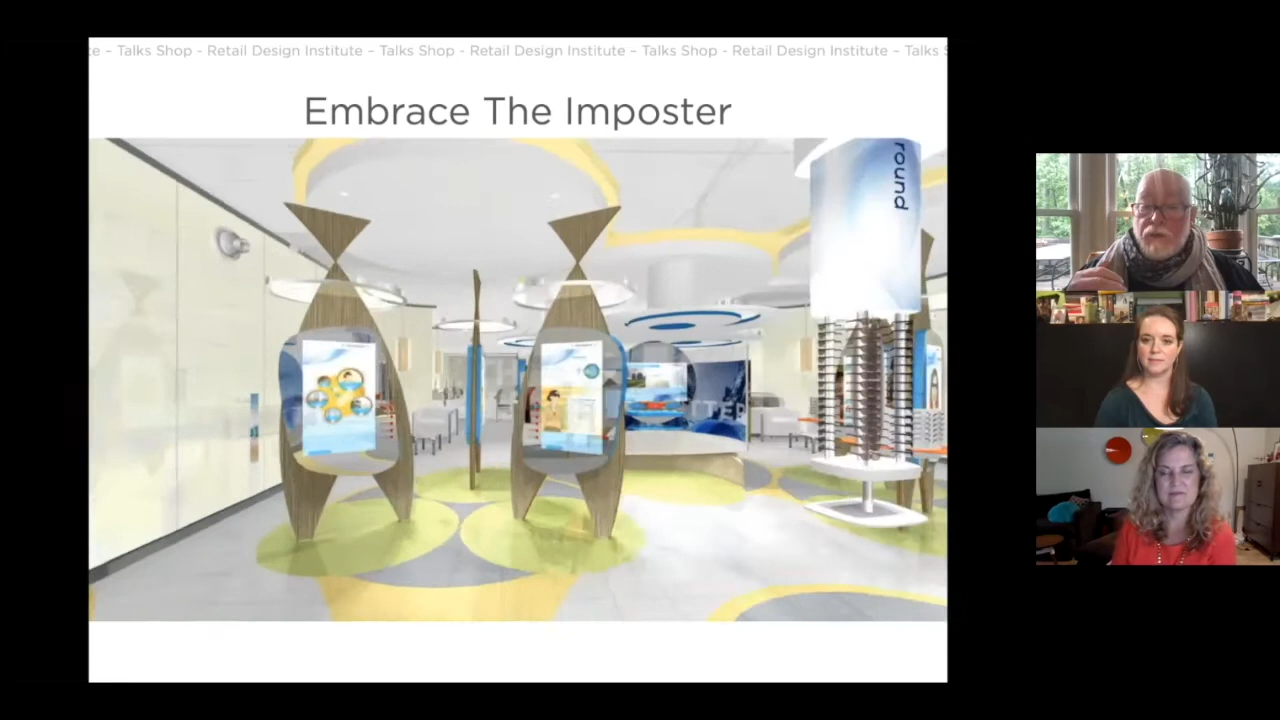 te – Talks Shop - Retail Design Institute – Talks Shop - Retail Design Institute – Talks Shop - Retail Design Institute – Talks S
Embrace The Imposter
round